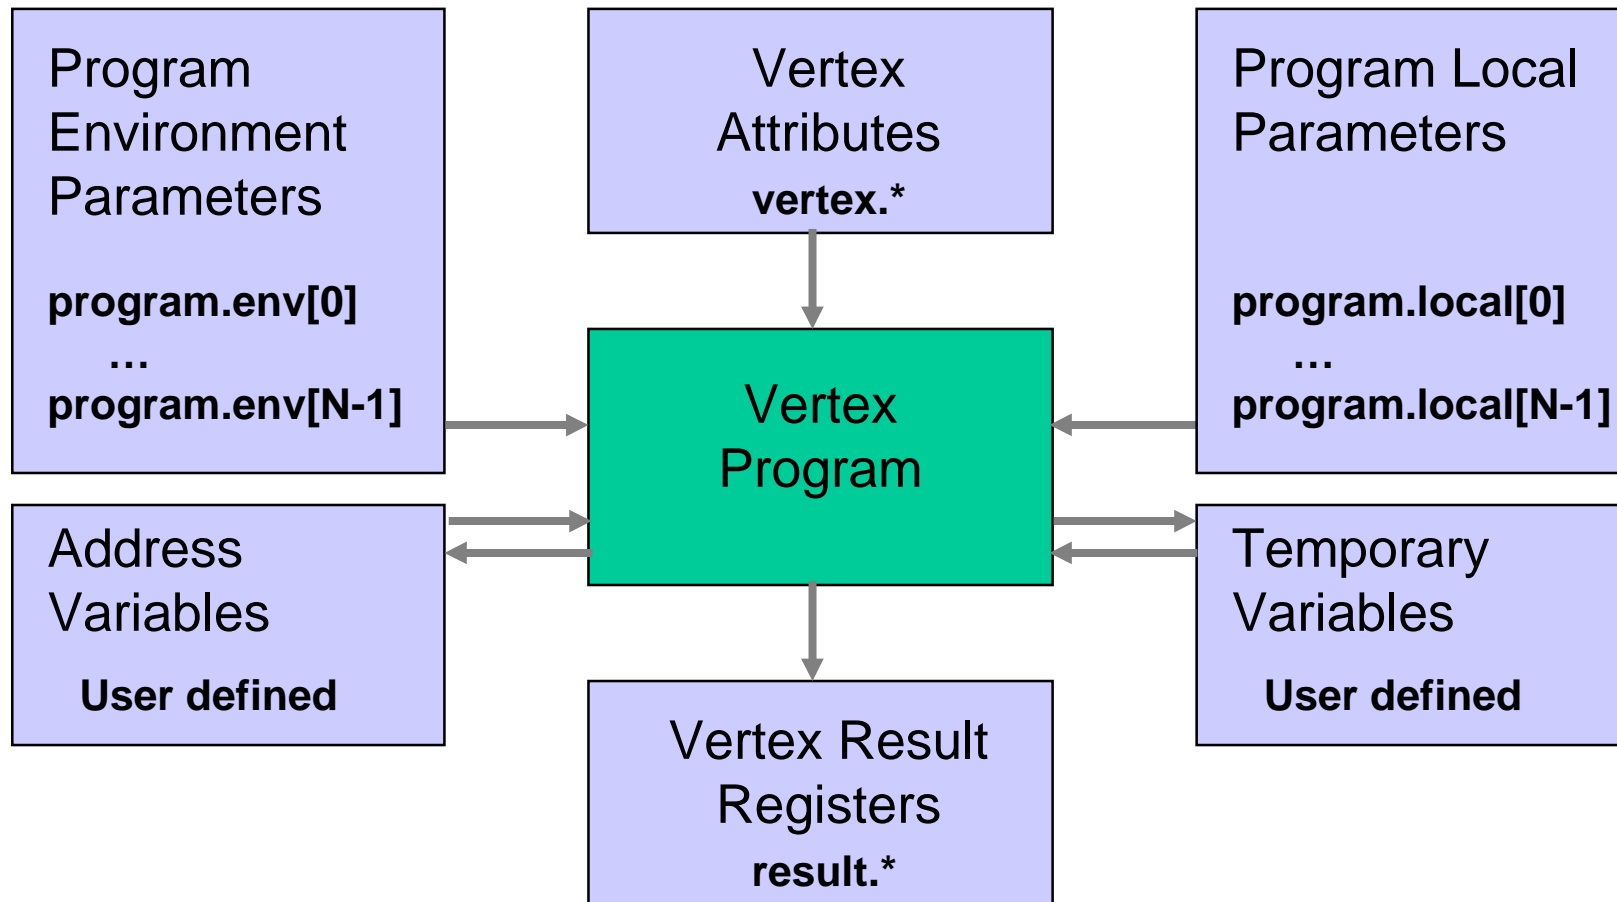 Program
Environment
Parameters
program.env[0]
…
program.env[N-1]
Vertex
Attributes
vertex.*
Program Local
Parameters
program.local[0]
…
program.local[N-1]
Vertex
Program
Address
Variables
User defined
Temporary
Variables
User defined
Vertex Result
Registers
result.*